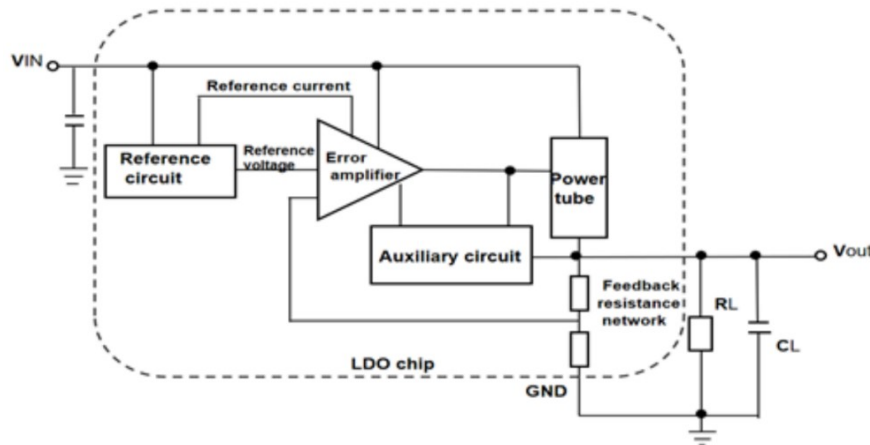 VIN
Reference current
Reference
voltage
Reference
circuit
Error
amplifier
Power
tube
Auxiliary circuit
Vout
Feedback
resistance
network
RL
CL
LDO chip
GND